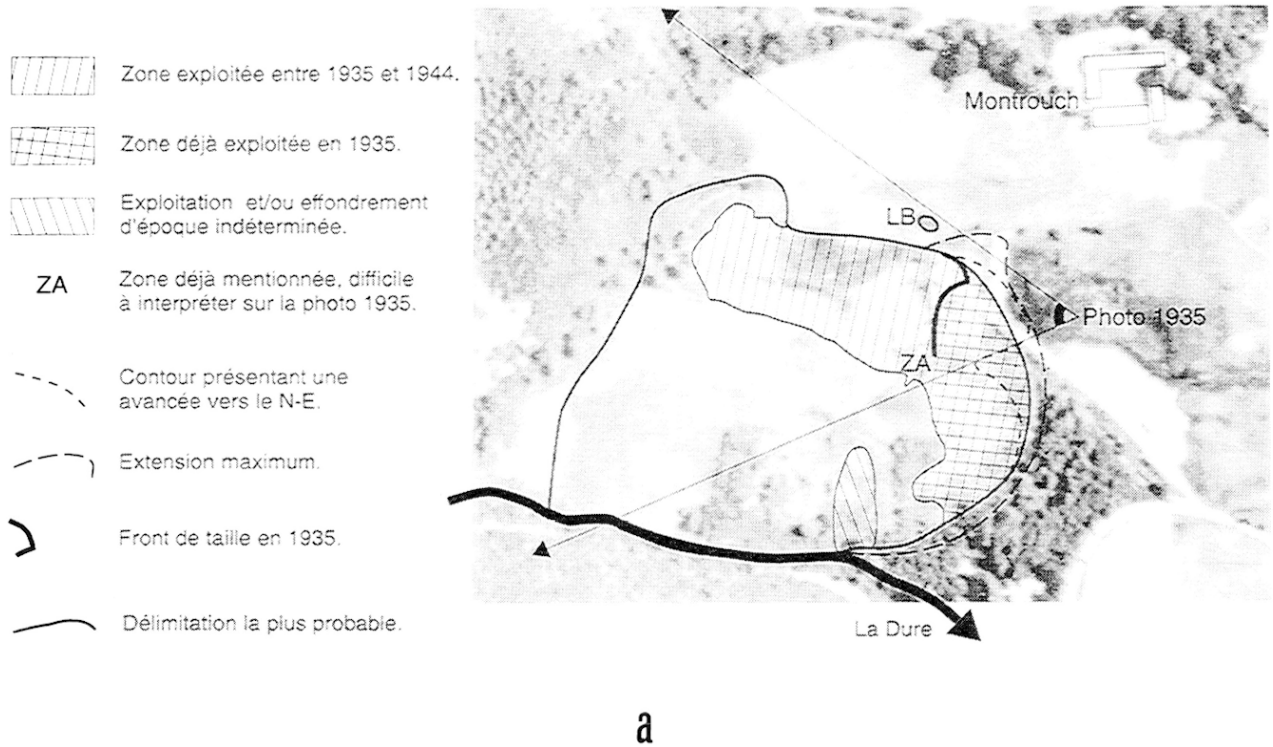 Zone exploitée entre 1935 et 1944.
Zone déjà exploitée en 1935.
Exploitation et/ou effondrement
d'époque indéterminée.
ZA
Zone déjà mentionnée, difficile
à interpréter sur la photo 1935.
Contour présentant une
avancée vers le N-E.
Extension maximum.
Front de taille en 1935.
Délimitation la plus probable.
Montrouch
LB
Photo 1935
ZA
La Dure
a